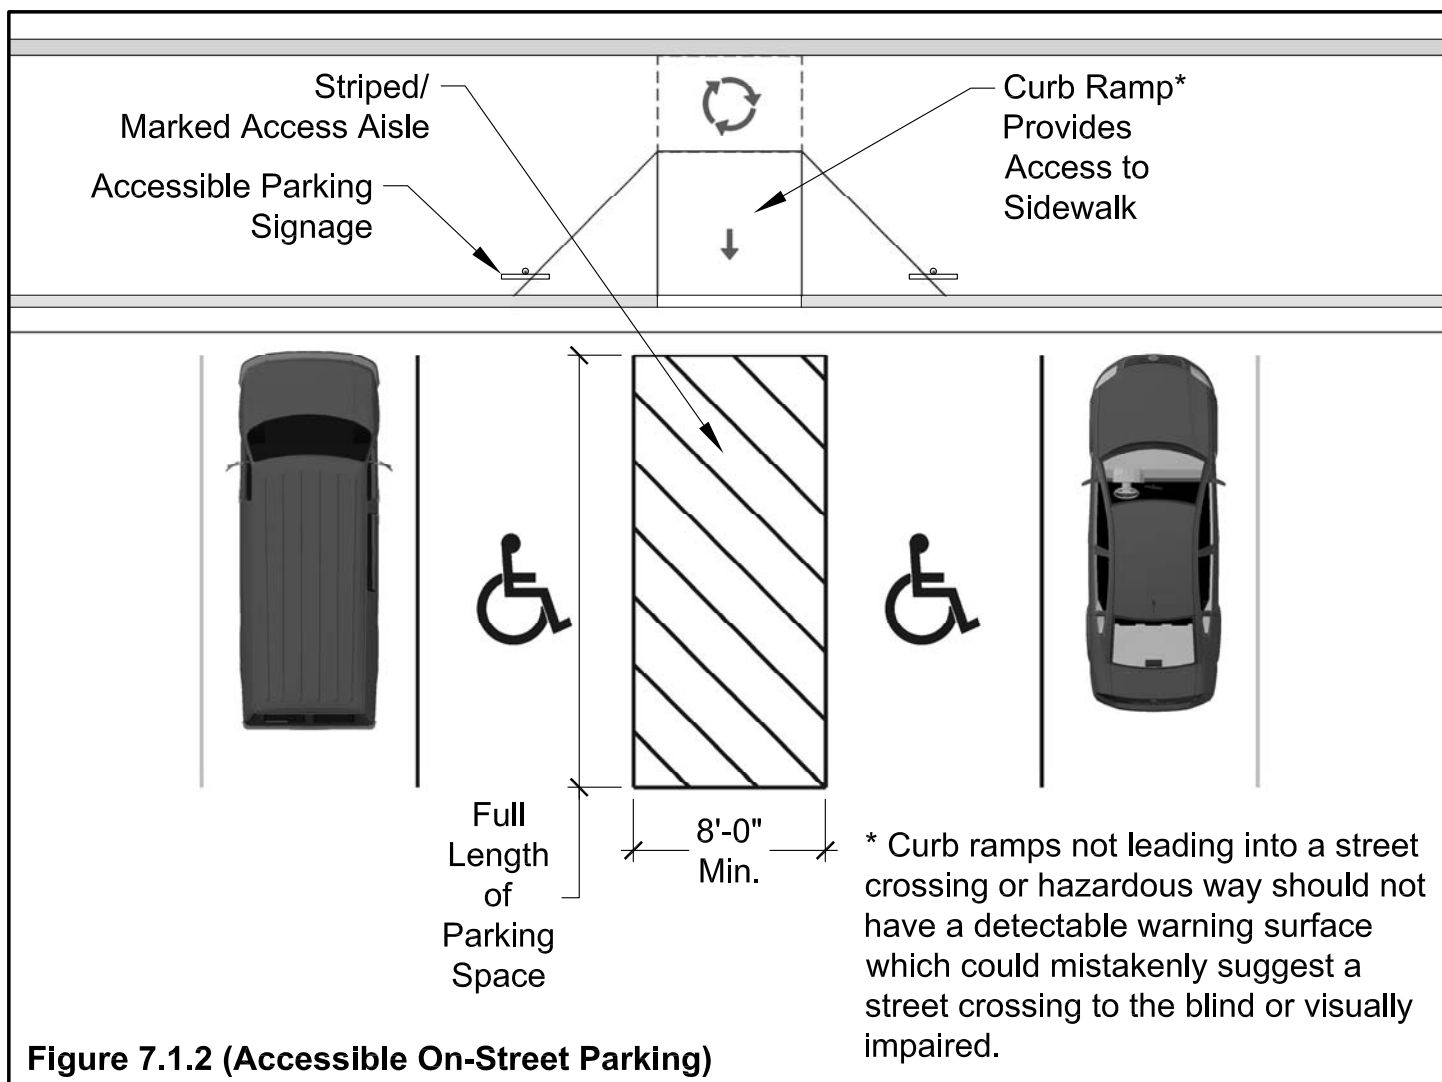 Striped/
Marked Access Aisle
Accessible Parking
Signage
Curb Ramp*
Provides
Access to
Sidewalk
Full
Length
of
Parking
Space
8'-0"
Min.
* Curb ramps not leading into a street
crossing or hazardous way should not
have a detectable warning surface
which could mistakenly suggest a
street crossing to the blind or visually
impaired.
Figure 7.1.2 (Accessible On-Street Parking)